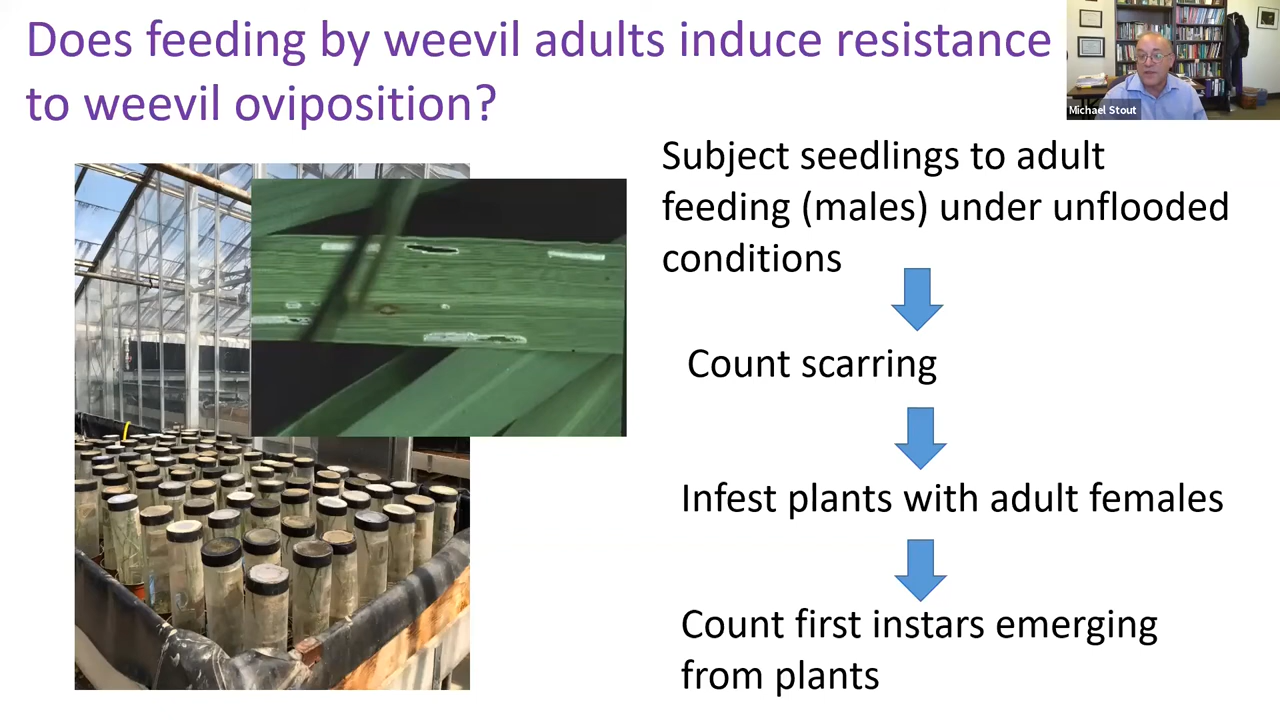 Does feeding by weevil adults induce resistance
to weevil oviposition?
Michael Stout
Subject seedlings to adult
feeding (males) under unflooded
conditions
Count scarring
Infest plants with adult females
Count first instars emerging
from plants